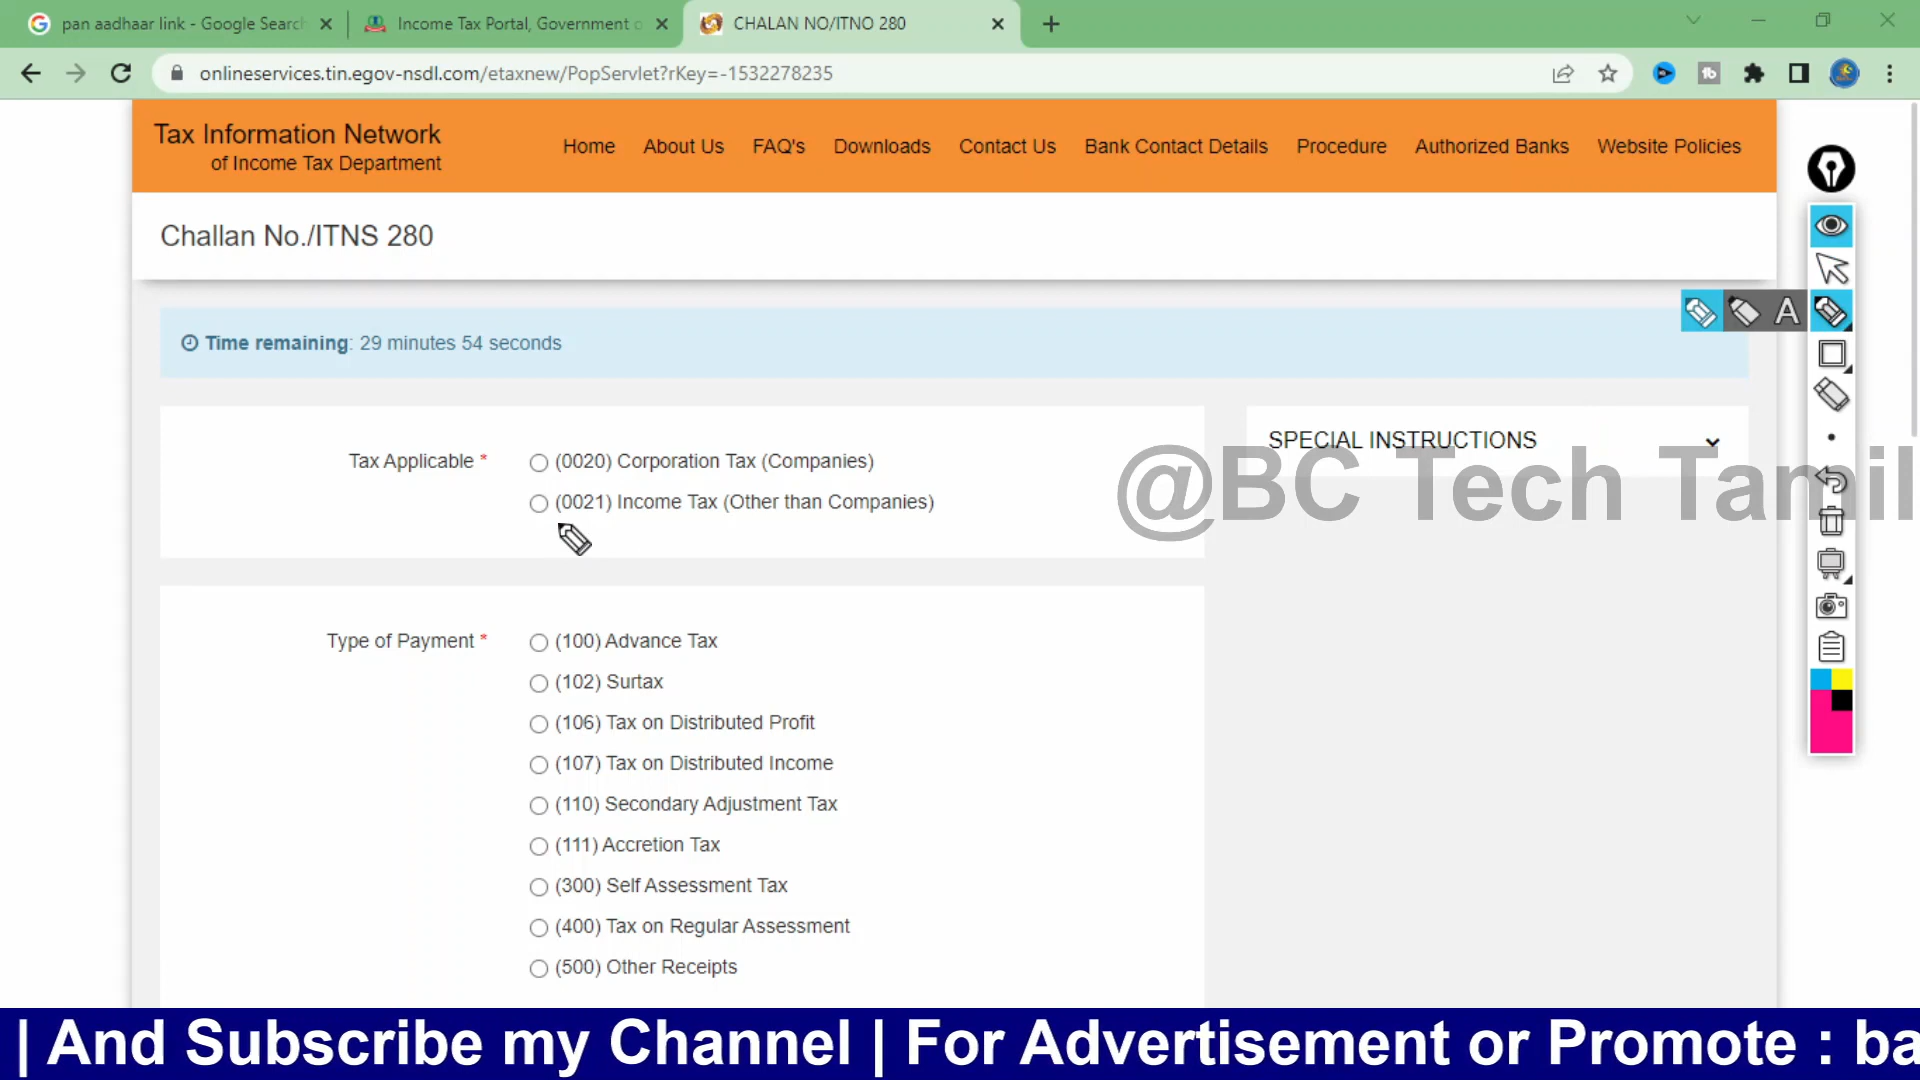 pan aadhaar link - Google Search
Income Tax Portal, Government o
CHALAN NO/ITNO 280
onlineservices.tin.egov-nsdl.com/etaxnew/PopServlet?rKey=-1532278235
Tax Information Network
of Income Tax Department
Home About Us FAQ's Downloads Contact Us Bank Contact Details Procedure Authorized Banks Website Policies
Challan No./ITNS 280
Time remaining: 29 minutes 54 seconds
Tax Applicable *
(0020) Corporation Tax (Companies)
(0021) Income Tax (Other than Companies)
SPECIAL INSTRUCTIONS
@BC Tech Tamil
A
Type of Payment *
(100) Advance Tax
(102) Surtax
(106) Tax on Distributed Profit
(107) Tax on Distributed Income
(110) Secondary Adjustment Tax
(111) Accretion Tax
(300) Self Assessment Tax
(400) Tax on Regular Assessment
(500) Other Receipts
| And Subscribe my Channel | For Advertisement or Promote : ba